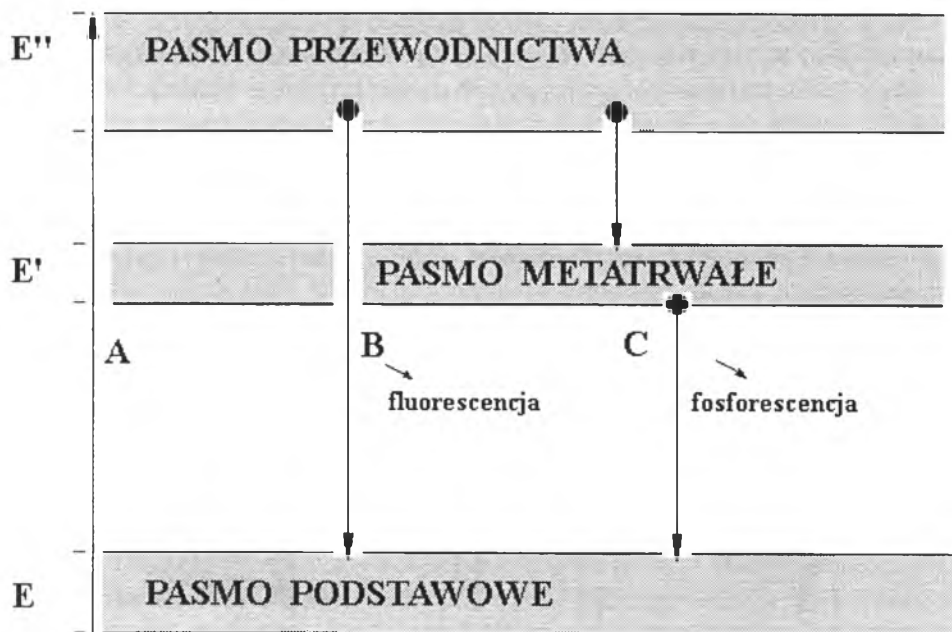 E''
PASMO PRZEWODNICTWA
E'
PASMO METATRWAŁE
A
B
C
fluorescencja
fosforescencja
E
PASMO PODSTAWOWE